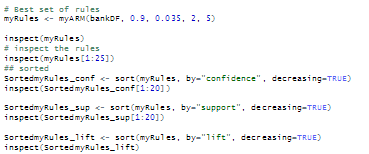 # Best set of rules
myRules <- myARM(bankDF, 0.9, 0.035, 2, 5)
inspect(myRules)
# inspect the rules
inspect(myRules[1:25])
## sorted
SortedmyRules_conf <- sort(myRules, by="confidence", decreasing=TRUE)
inspect(SortedmyRules_conf[1:20])
SortedmyRules_sup <- sort(myRules, by="support", decreasing=TRUE)
inspect(SortedmyRules_sup[1:20])
SortedmyRules_lift <- sort(myRules, by="lift", decreasing=TRUE)
inspect(SortedmyRules_lift)